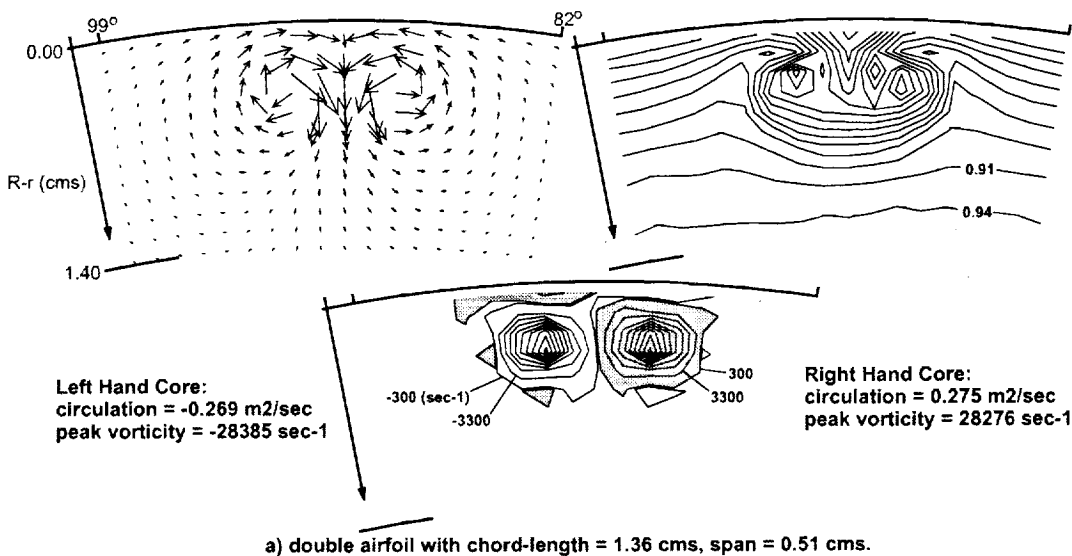 99o
82o
0.00
R-r (cms)
1.40
0.91
0.94
-300 (sec-1)
-3300
300
3300
Left Hand Core:
circulation = -0.269 m2/sec
peak vorticity = -28385 sec-1
Right Hand Core:
circulation = 0.275 m2/sec
peak vorticity = 28276 sec-1
a) double airfoil with chord-length = 1.36 cms, span = 0.51 cms.